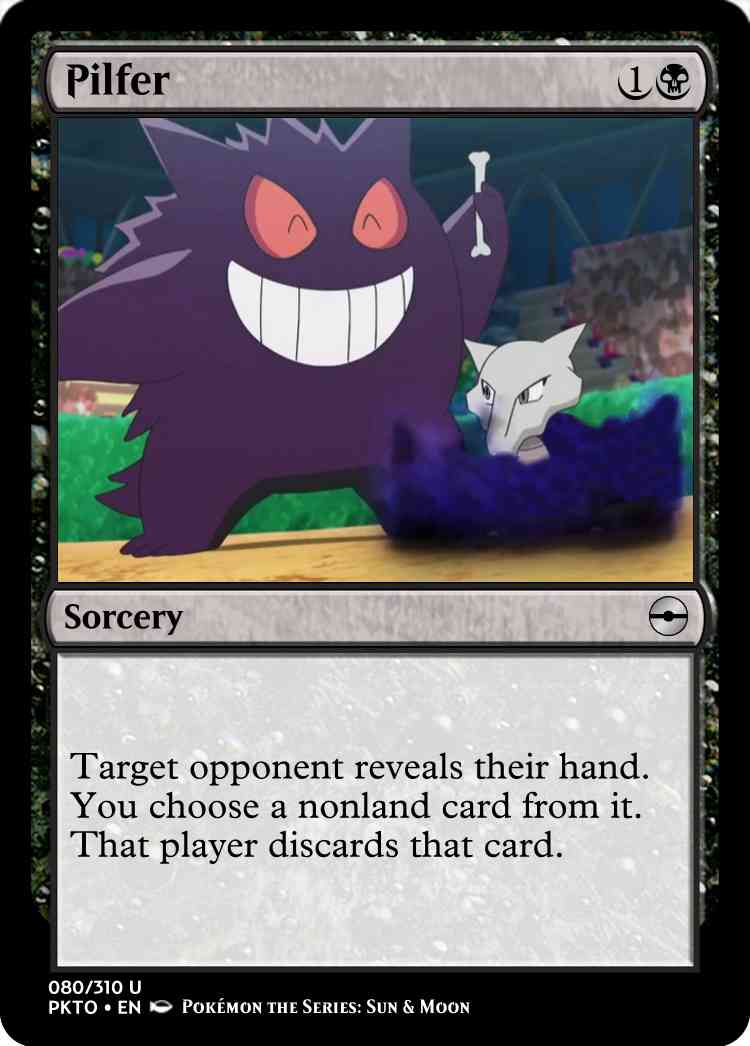 Pilfer 1
Sorcery
Target opponent reveals their hand.
You choose a nonland card from it.
That player discards that card.
080/310 U
PKTO • EN Pokémon the Series: Sun & Moon